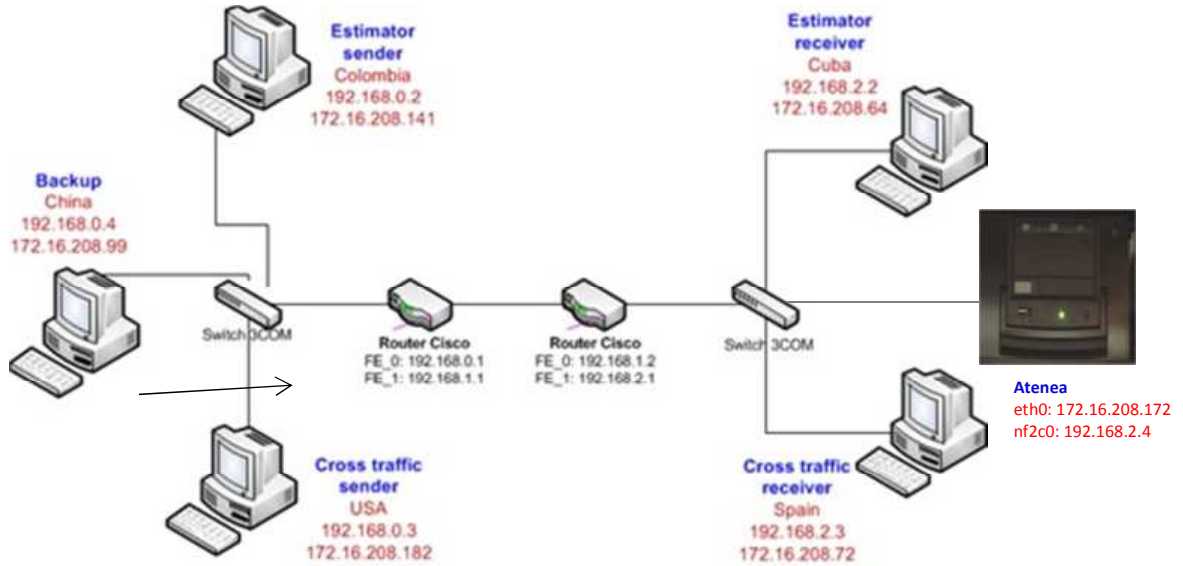 Estimator
sender
Colombia
192.168.0.2
172.16.208.141
Estimator
receiver
Cuba
192.168.2.2
172.16.208.64
Backup
China
192.168.0.4
172.16.208.99
Switch 3COM
Router Cisco
FE_0: 192.168.0.1
FE_1: 192.168.1.1
Router Cisco
FE_0: 192.168.1.2
FE_1: 192.168.2.1
Switch 3COM
Atenea
eth0: 172.16.208.172
nf2c0: 192.168.2.4
Cross traffic
sender
USA
192.168.0.3
172.16.208.182
Cross traffic
receiver
Spain
192.168.2.3
172.16.208.72